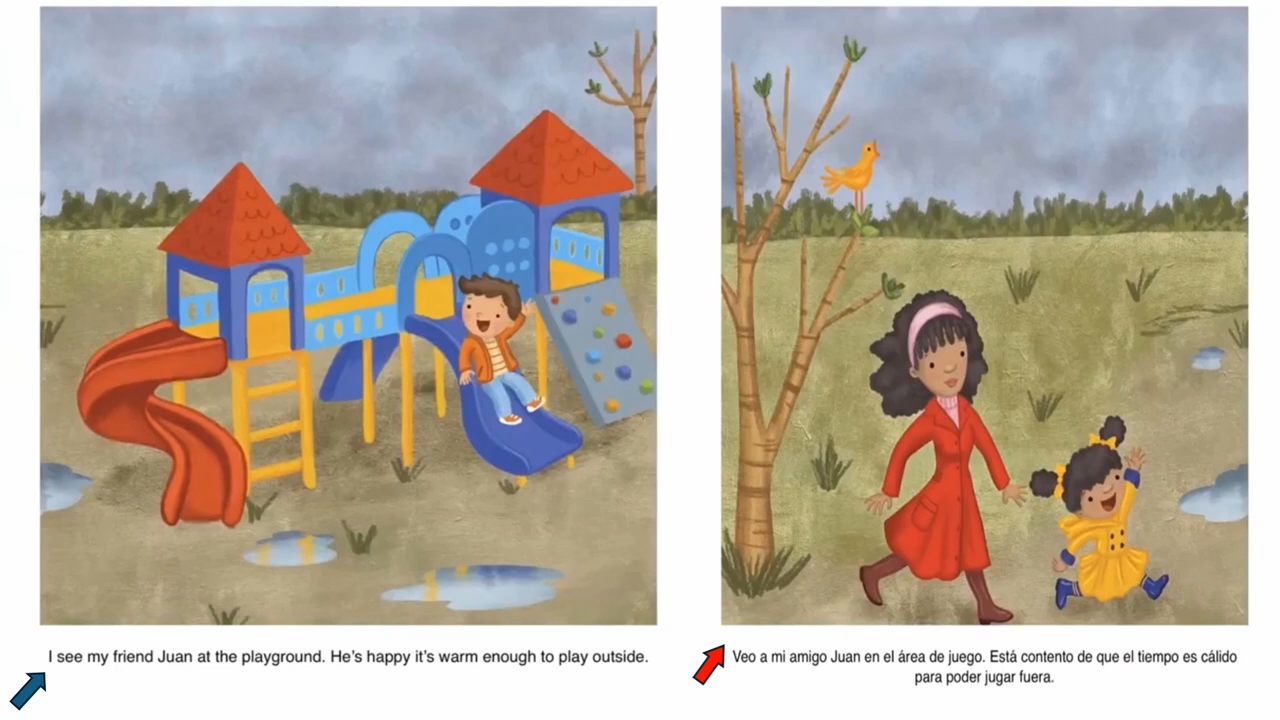 I see my friend Juan at the playground. He's happy it's warm enough to play outside.
Veo a mi amigo Juan en el área de juego. Está contento de que el tiempo es cálido
para poder jugar fuera.